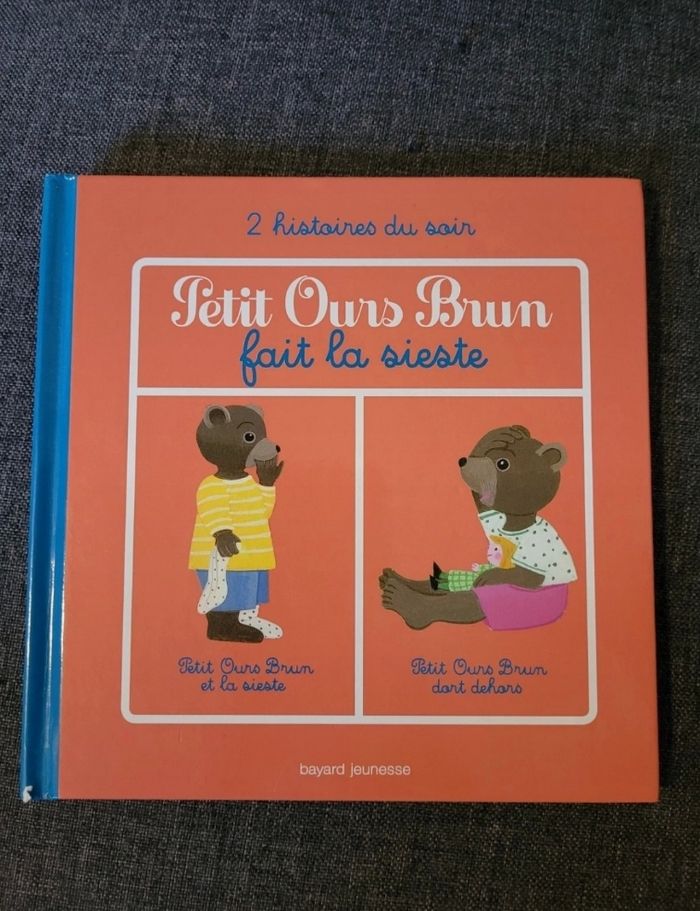 2 histoires du soir
Petit Ours Brun
fait la sieste
Petit Ours Brun
et la sieste
Petit Ours Brun
dort dehors
bayard jeunesse